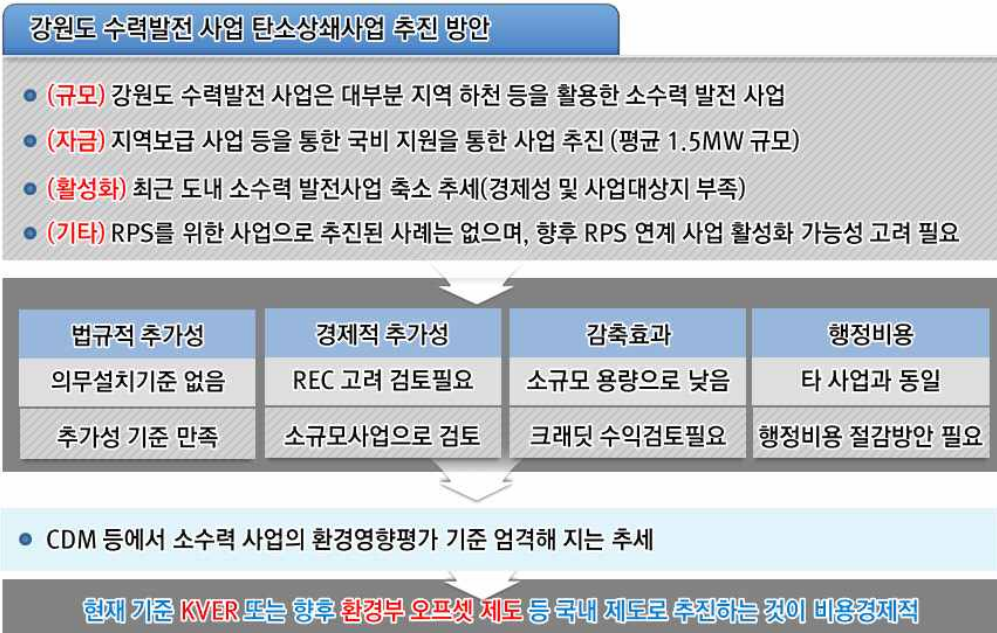 강원도 수력발전 사업 탄소상쇄사업 추진 방안
● (규모) 강원도 수력발전 사업은 대부분 지역 하천 등을 활용한 소수력 발전 사업
● (자금) 지역보급 사업 등을 통한 국비 지원을 통한 사업 추진 (평균 1.5MW 규모)
● (활성화) 최근 도내 소수력 발전사업 축소 추세(경제성 및 사업대상지 부족)
● (기타) RPS를 위한 사업으로 추진된 사례는 없으며, 향후 RPS 연계 사업 활성화 가능성 고려 필요
법규적 추가성 경제적 추가성 감축효과 행정비용
의무설치기준 없음 REC 고려 검토필요 소규모 용량으로 낮음 타 사업과 동일
추가성 기준 만족 소규모사업으로 검토 크래딧 수익검토필요 행정비용 절감방안 필요
● CDM 등에서 소수력 사업의 환경영향평가 기준 엄격해 지는 추세
현재 기준 KVER 또는 향후 환경부 오프셋 제도 등 국내 제도로 추진하는 것이 비용경제적